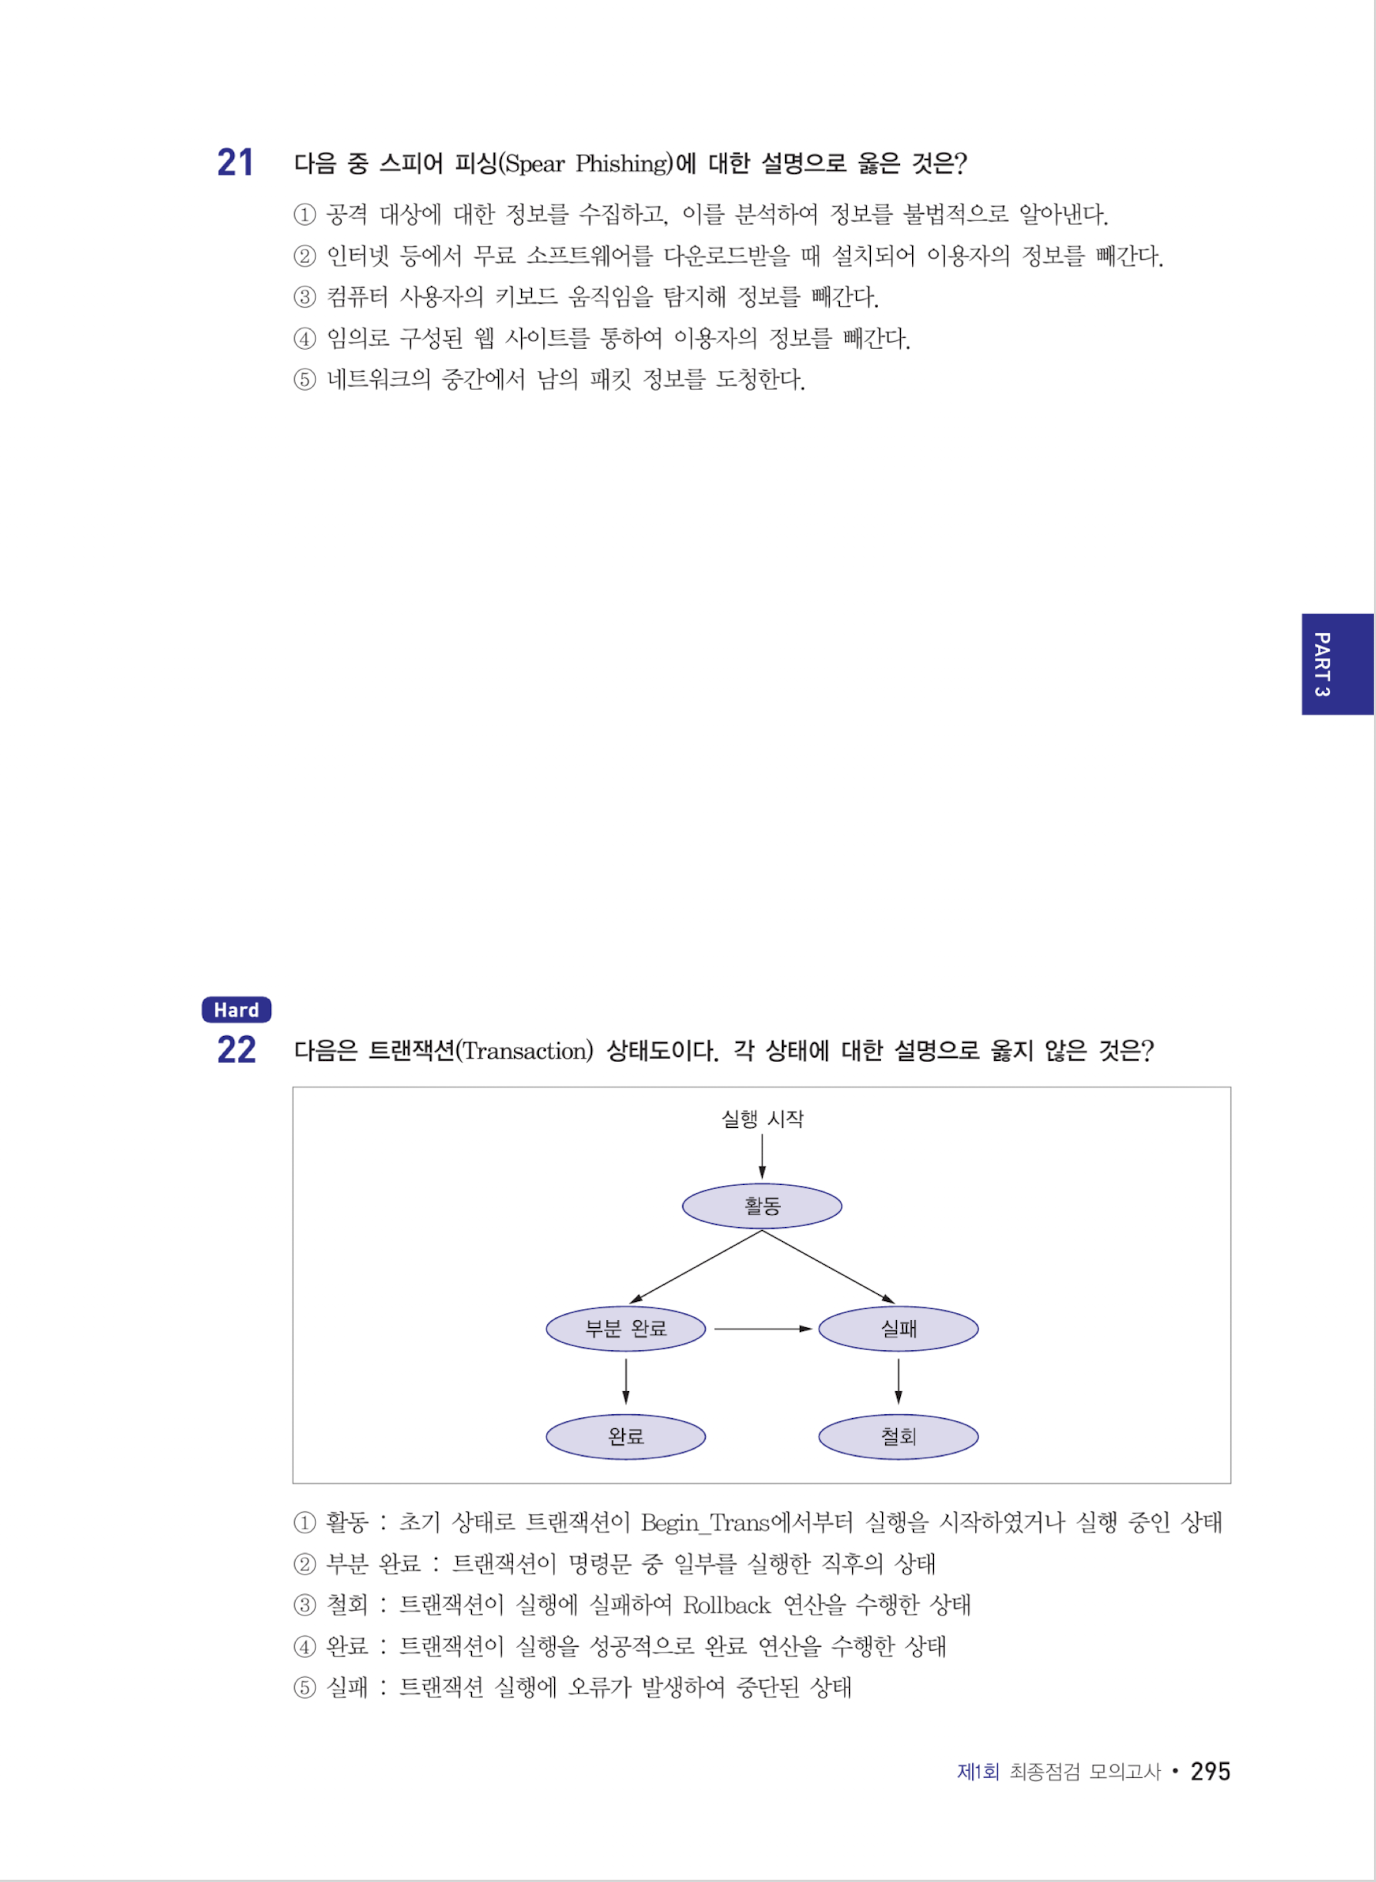 21 다음 중 스피어 피싱(Spear Phishing)에 대한 설명으로 옳은 것은?
① 공격 대상에 대한 정보를 수집하고, 이를 분석하여 정보를 불법적으로 알아낸다.
② 인터넷 등에서 무료 소프트웨어를 다운로드받을 때 설치되어 이용자의 정보를 빼간다.
③ 컴퓨터 사용자의 키보드 움직임을 탐지해 정보를 빼간다.
④ 임의로 구성된 웹 사이트를 통하여 이용자의 정보를 빼간다.
⑤ 네트워크의 중간에서 남의 패킷 정보를 도청한다.
PART 3
Hard
22 다음은 트랜잭션(Transaction) 상태도이다. 각 상태에 대한 설명으로 옳지 않은 것은?
실행 시작
활동
부분 완료 실패
완료 철회
① 활동 : 초기 상태로 트랜잭션이 Begin_Trans에서부터 실행을 시작하였거나 실행 중인 상태
② 부분 완료 : 트랜잭션이 명령문 중 일부를 실행한 직후의 상태
③ 철회 : 트랜잭션이 실행에 실패하여 Rollback 연산을 수행한 상태
④ 완료 : 트랜잭션이 실행을 성공적으로 완료 연산을 수행한 상태
⑤ 실패 : 트랜잭션 실행에 오류가 발생하여 중단된 상태
제1회 최종점검 모의고사 • 295